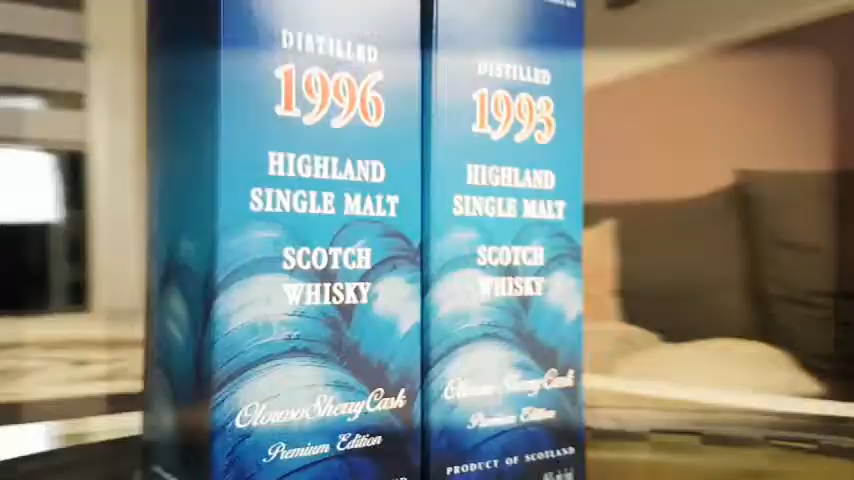 DISTILLED
1996
HIGHLAND
SINGLE MALT
SCOTCH
WHISKY
Oloroso Sherry Cask
Premium Edition
DISTILLED
1993
HIGHLAND
SINGLE MALT
SCOTCH
WHISKY
Oloroso Sherry Cask
Premium Edition
PRODUCT OF SCOTLAND